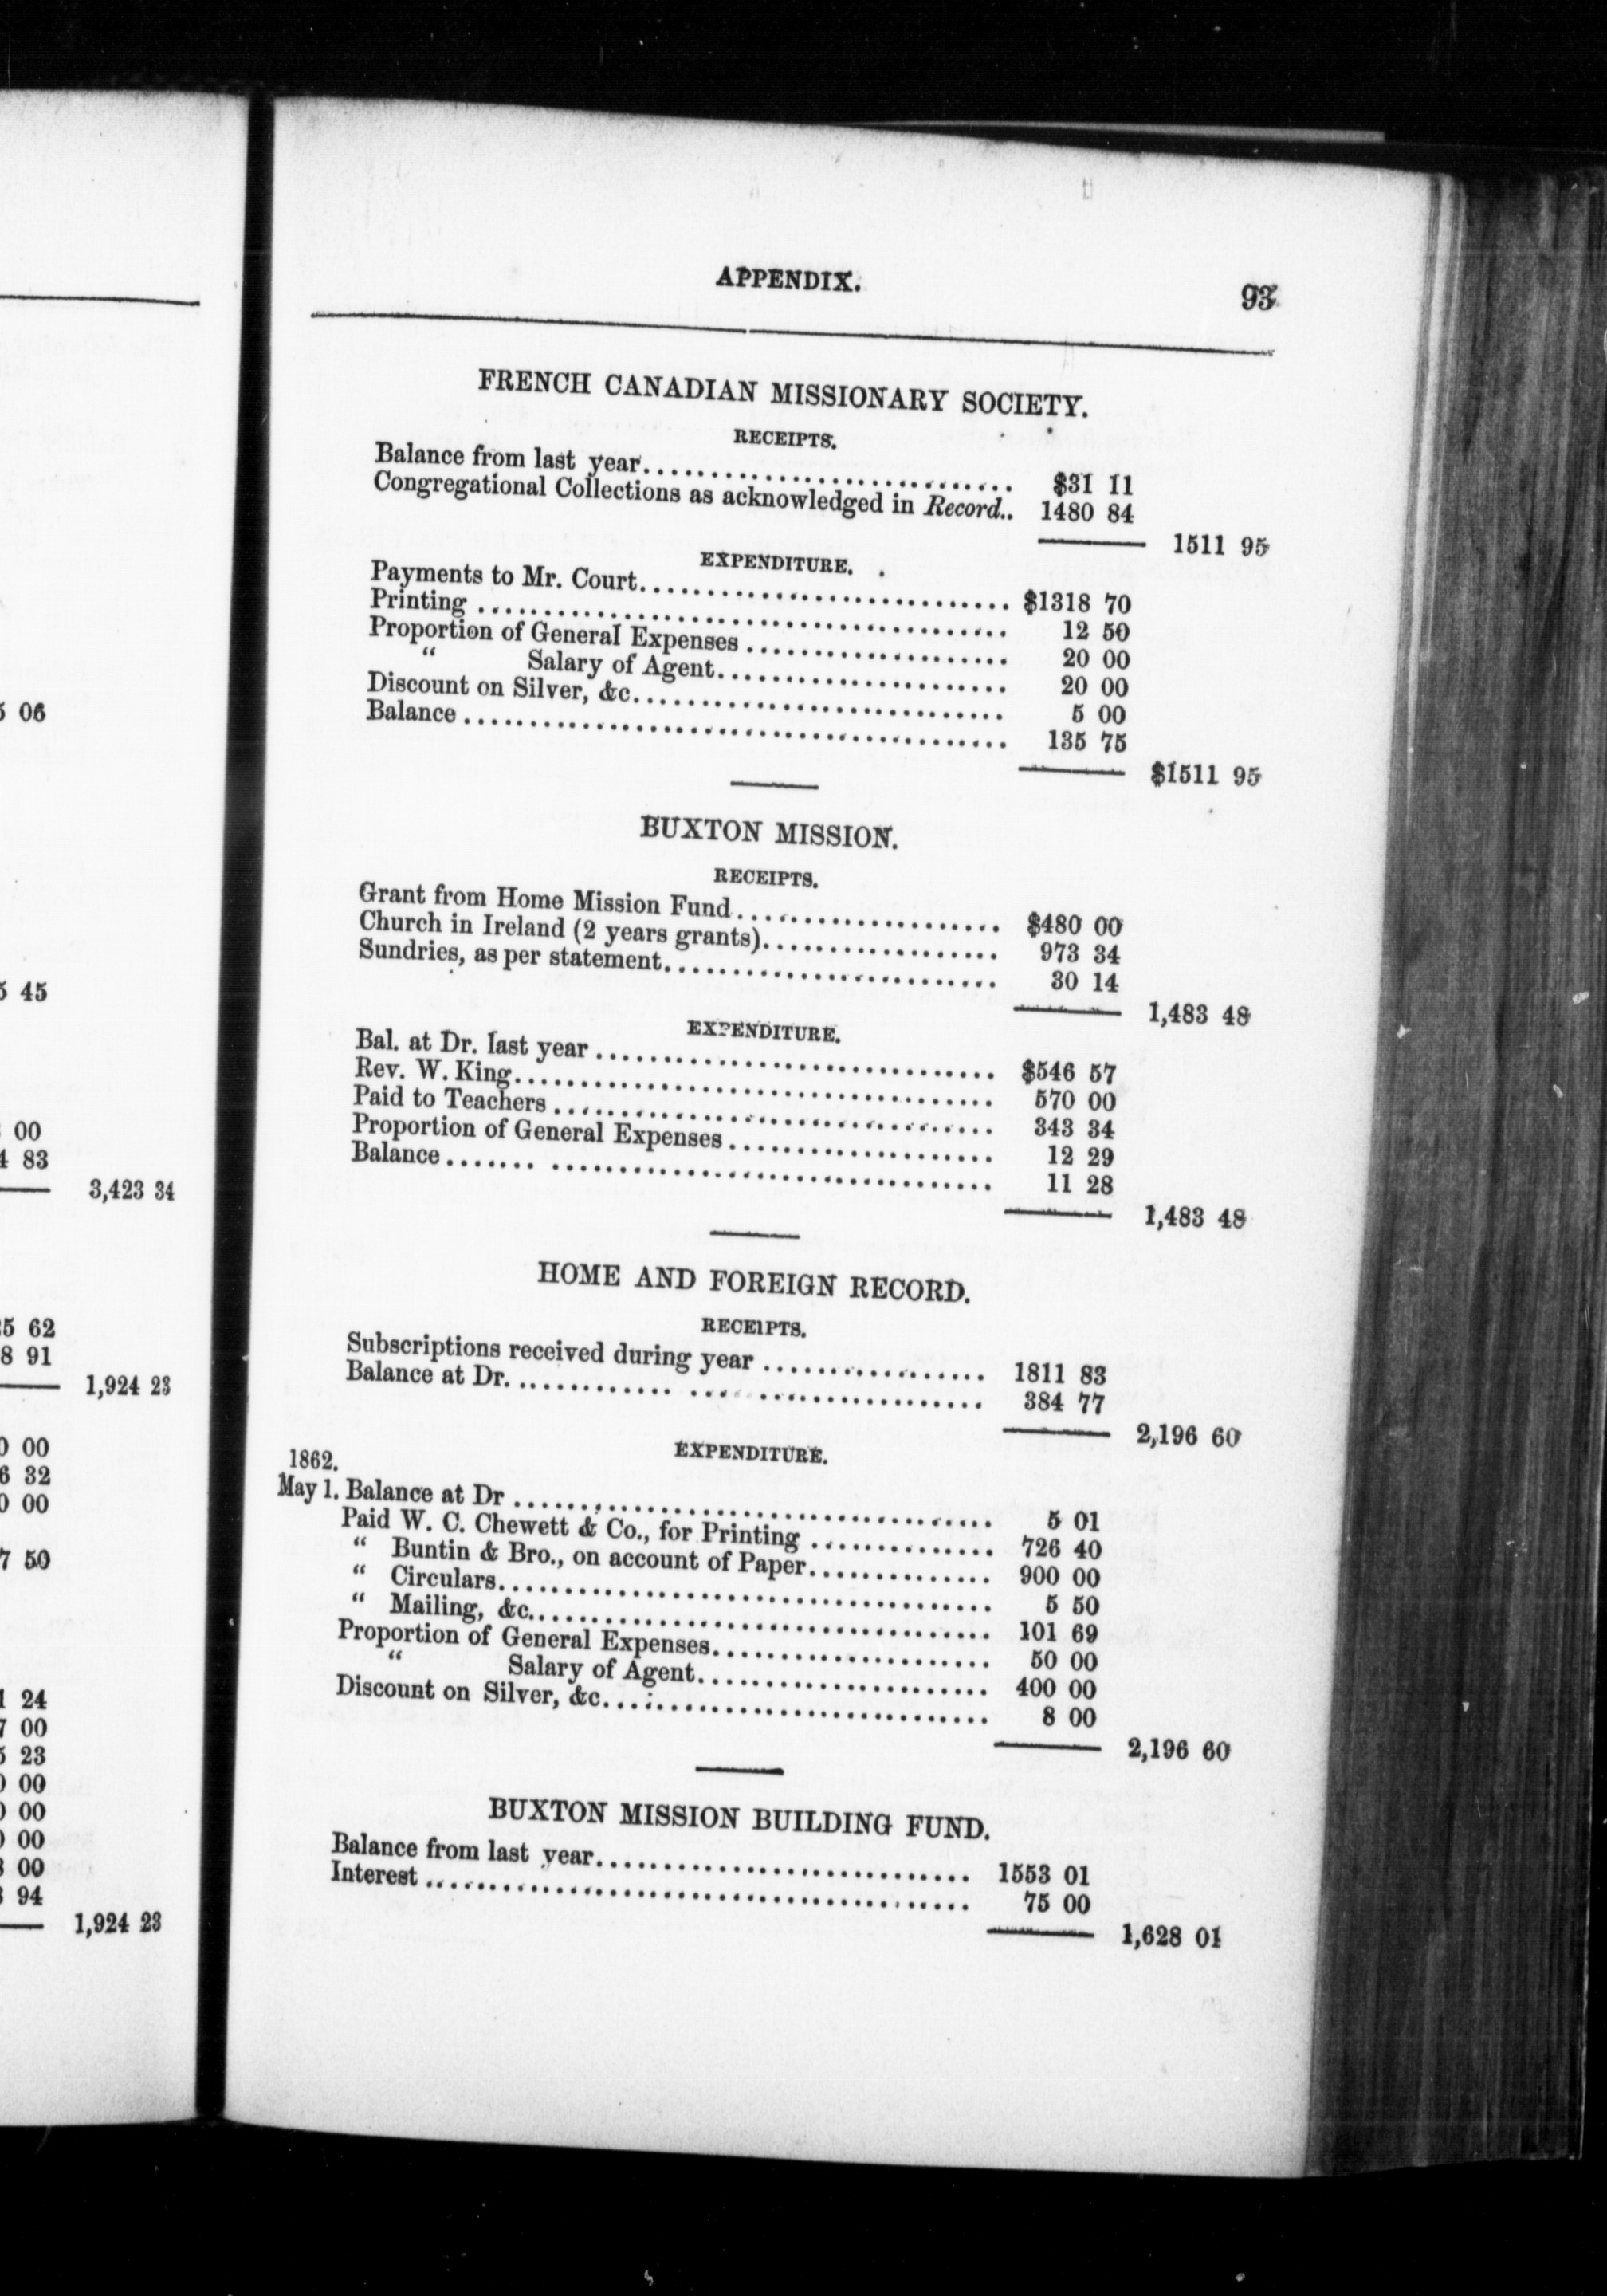 5 06
5 45
00
4 83
3,423 34
5 62
8 91
1,924 23
0 00
6 32
0 00
7 50
1 24
7 00
5 23
0 00
0 00
0 00
3 00
3 94
1,924 23
APPENDIX. 93
FRENCH CANADIAN MISSIONARY SOCIETY.
RECEIPTS.
Balance from last year............................ $31 11
Congregational Collections as acknowledged in Record.. 1480 84
1511 95
EXPENDITURE.
Payments to Mr. Court............................ $1318 70
Printing ........................................ 12 50
Proportion of General Expenses .................... 20 00
“ Salary of Agent...................... 20 00
Discount on Silver, &c............................ 5 00
Balance ......................................... 135 75
$1511 95
BUXTON MISSION.
RECEIPTS.
Grant from Home Mission Fund.................... $480 00
Church in Ireland (2 years grants).................. 973 34
Sundries, as per statement......................... 30 14
1,483 48
EXPENDITURE.
Bal. at Dr. last year .............................. $546 57
Rev. W. King.................................... 570 00
Paid to Teachers ................................. 343 34
Proportion of General Expenses .................... 12 29
Balance....... ................................. 11 28
1,483 48
HOME AND FOREIGN RECORD.
RECEIPTS.
Subscriptions received during year ................. 1811 83
Balance at Dr............. .... ................. 384 77
2,196 60
1862. EXPENDITURE.
May 1. Balance at Dr .................................... 5 01
Paid W. C. Chewett & Co., for Printing .............. 726 40
“ Buntin & Bro., on account of Paper.............. 900 00
“ Circulars..................................... 5 50
“ Mailing, &c.................................. 101 69
Proportion of General Expenses..................... 50 00
“ Salary of Agent...................... 400 00
Discount on Silver, &c............................. 8 00
2,196 60
BUXTON MISSION BUILDING FUND.
Balance from last year............................ 1553 01
Interest ......................................... 75 00
1,628 01